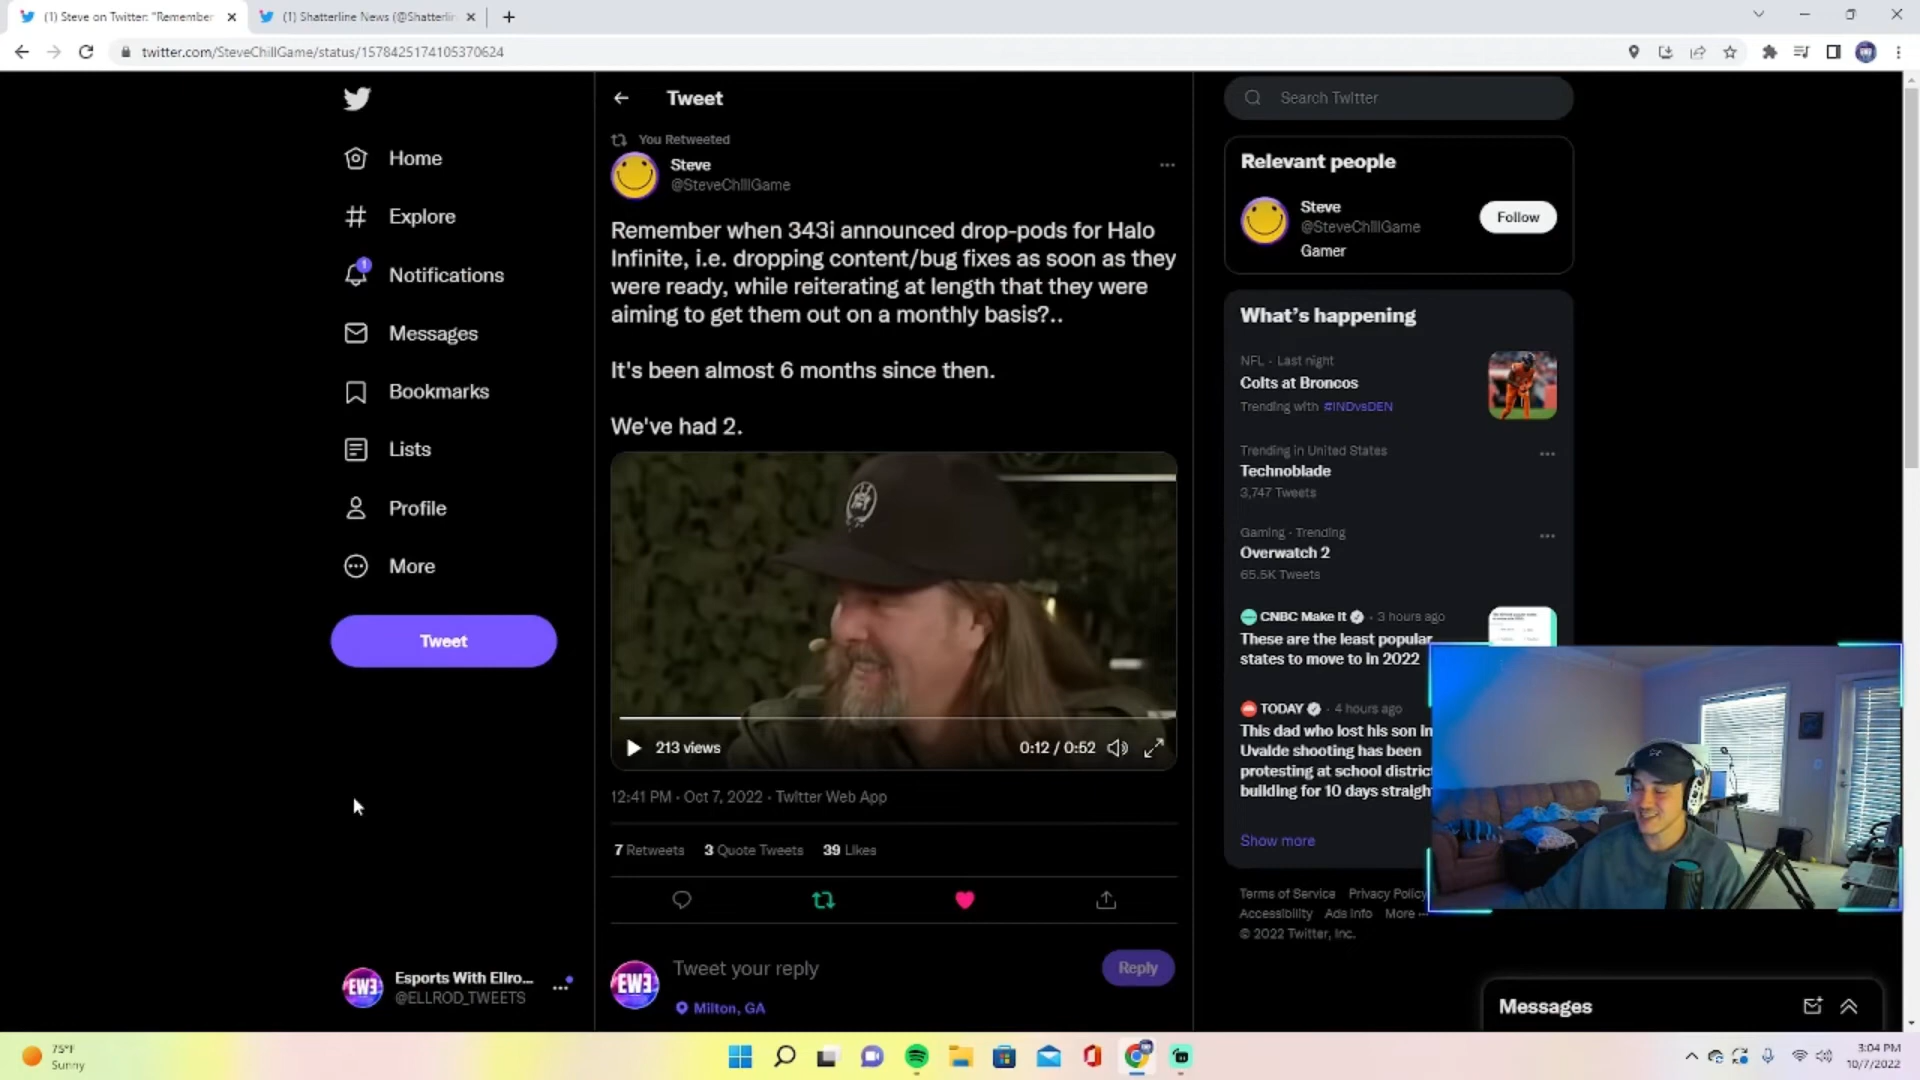 (1) Steve on Twitter: "Remember
(1) Shatterline News (@Shatterlin
twitter.com/SteveChillGame/status/1578425174105370624
Home
Explore
1
Notifications
Messages
Bookmarks
Lists
Profile
More
Tweet
Esports With Ellro...
@ELLROD_TWEETS
Tweet
You Retweeted
Steve
@SteveChillGame
Remember when 343i announced drop-pods for Halo
Infinite, i.e. dropping content/bug fixes as soon as they
were ready, while reiterating at length that they were
aiming to get them out on a monthly basis?..
It's been almost 6 months since then.
We've had 2.
213 views
0:12 / 0:52
12:41 PM · Oct 7, 2022 · Twitter Web App
7 Retweets 3 Quote Tweets 39 Likes
EW3
Tweet your reply
Reply
Milton, GA
Search Twitter
Relevant people
Steve
@SteveChillGame
Gamer
Follow
What's happening
NFL · Last night
Colts at Broncos
Trending with #INDvsDEN
Trending in United States
Technoblade
3,747 Tweets
Gaming · Trending
Overwatch 2
65.5K Tweets
CNBC Make It · 3 hours ago
These are the least popular
states to move to in 2022
TODAY · 4 hours ago
This dad who lost his son in
Uvalde shooting has been
protesting at school district
building for 10 days straigh
Show more
Terms of Service Privacy Policy
Accessibility Ads info More ...
© 2022 Twitter, Inc.
Messages
EW3
75°F
Sunny
3:04 PM
10/7/2022